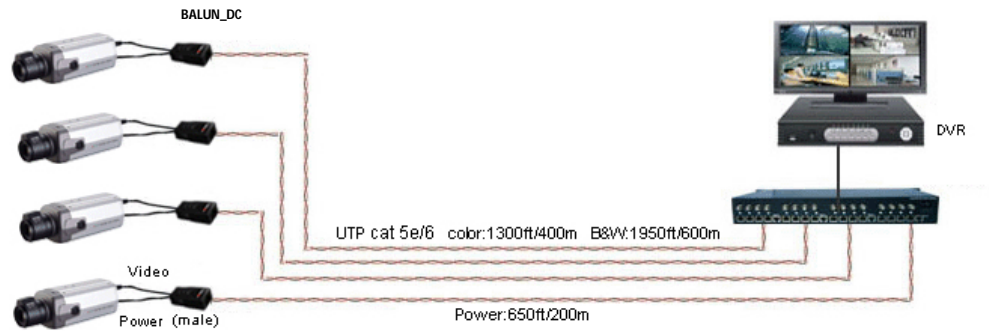 BALUN_DC
DVR
UTP cat 5e/6 color:1300ft/400m B&W:1950ft/600m
Video
Power (male)
Power:650ft/200m